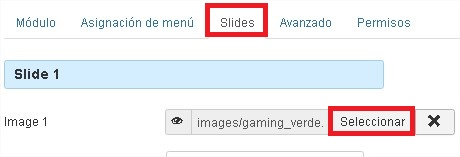 Módulo Asignación de menú Slides Avanzado Permisos
Slide 1
Image 1 images/gaming_verde. Seleccionar